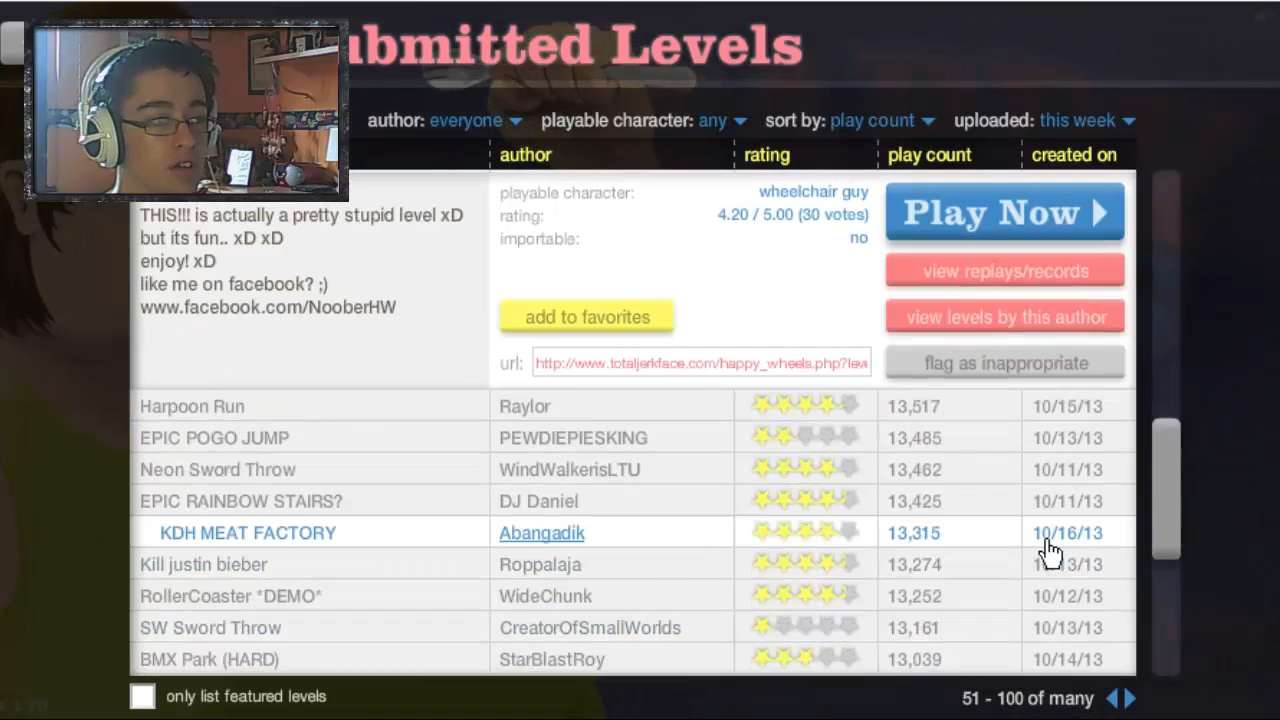 ubmitted Levels
author: everyone playable character: any sort by: play count uploaded: this week
author rating play count created on
THIS!!! is actually a pretty stupid level xD
but its fun.. xD xD
enjoy! xD
like me on facebook? ;)
www.facebook.com/NooberHW
playable character: wheelchair guy
rating: 4.20 / 5.00 (30 votes)
importable: no
add to favorites
url: http://www.totaljerkface.com/happy_wheels.php?leve
Play Now
view replays/records
view levels by this author
flag as inappropriate
Harpoon Run Raylor 13,517 10/15/13
EPIC POGO JUMP PEWDIEPIESKING 13,485 10/13/13
Neon Sword Throw WindWalkerisLTU 13,462 10/11/13
EPIC RAINBOW STAIRS? DJ Daniel 13,425 10/11/13
KDH MEAT FACTORY Abangadik 13,315 10/16/13
Kill justin bieber Roppalaja 13,274 10/13/13
RollerCoaster *DEMO* WideChunk 13,252 10/12/13
SW Sword Throw CreatorOfSmallWorlds 13,161 10/13/13
BMX Park (HARD) StarBlastRoy 13,039 10/14/13
only list featured levels 51 - 100 of many